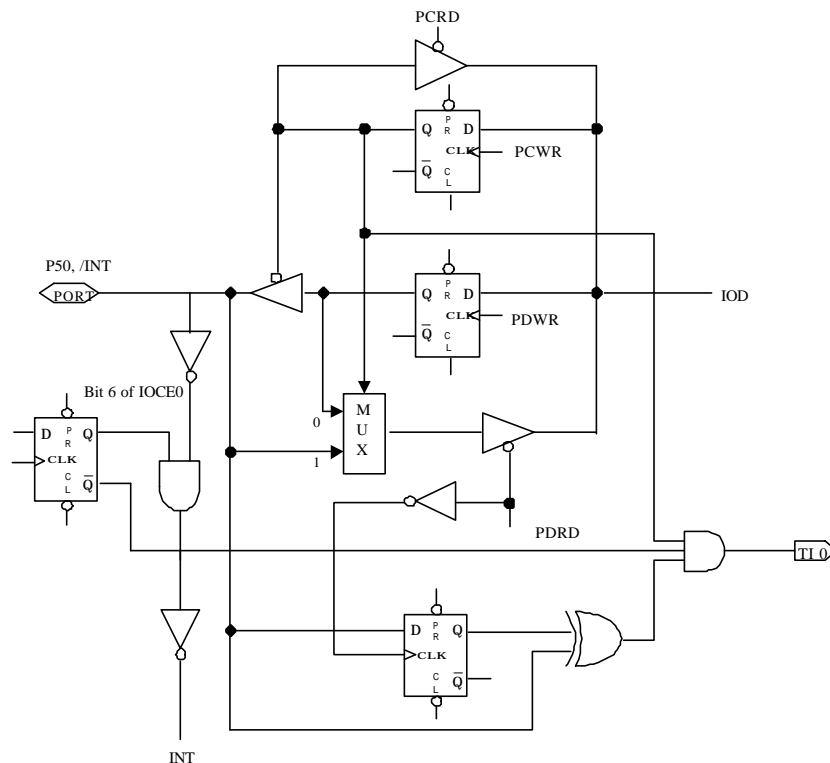 PCRD
P
R
Q D
CLK
PCWR
Q
C
L
P50, /INT
PORT
P
R
Q D
CLK
PDWR
Q
C
L
IOD
Bit 6 of IOCE0
M
U
X
0
1
P
R
D Q
CLK
C
L
Q
PDRD
TI 0
P
R
D Q
CLK
C
L
Q
INT